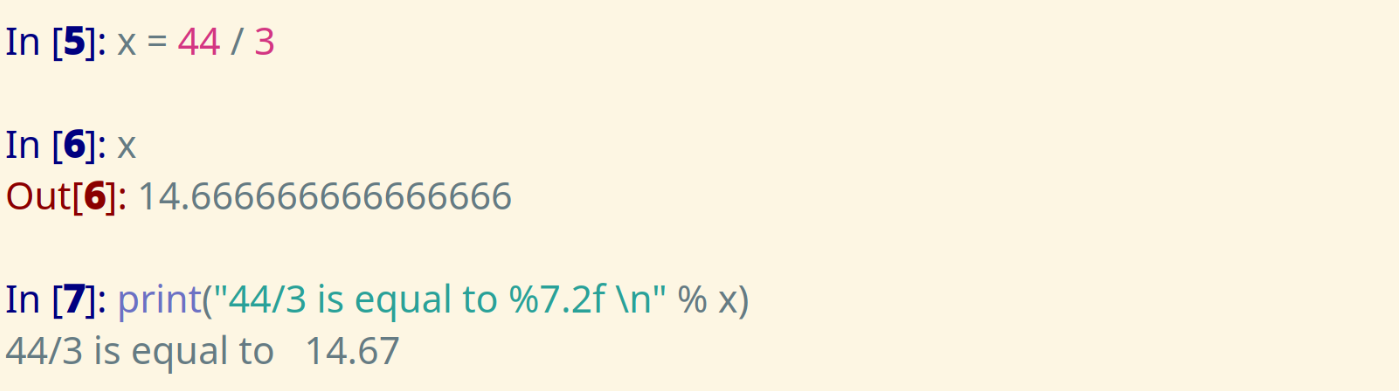 In [5]: x = 44 / 3
In [6]: x
Out[6]: 14.666666666666666
In [7]: print("44/3 is equal to %7.2f \n" % x)
44/3 is equal to   14.67